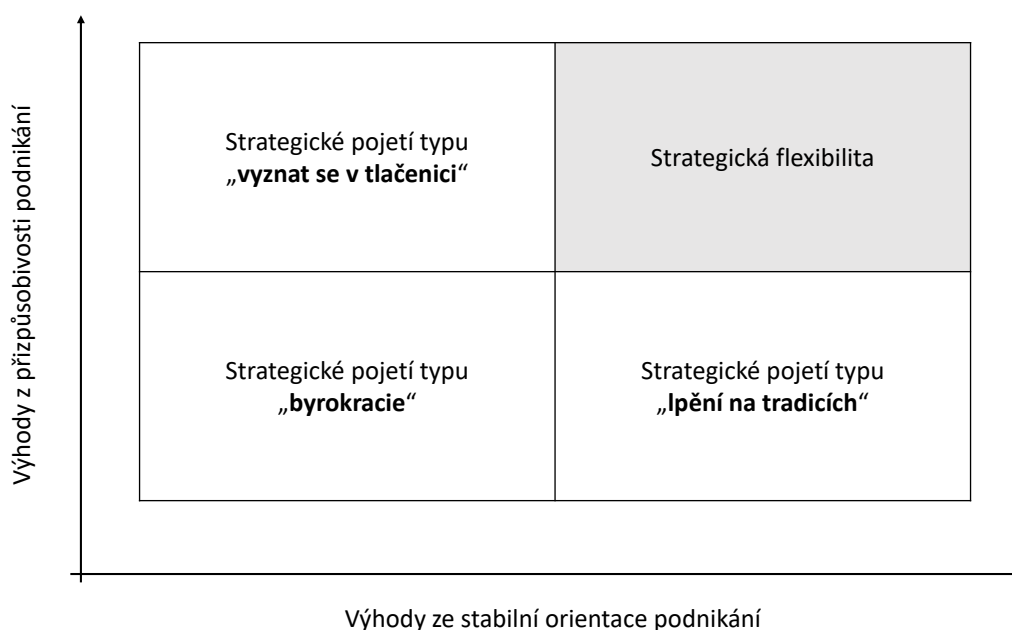 Výhody z přizpůsobivosti podnikání
Strategické pojetí typu
„vyznat se v tlačenici“
Strategická flexibilita
Strategické pojetí typu
„byrokracie“
Strategické pojetí typu
„lpění na tradicích“
Výhody ze stabilní orientace podnikání